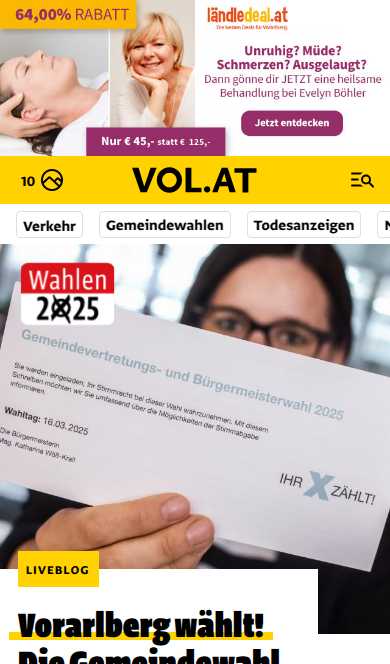 64,00% RABATT
ländledeal.at
Die besten Deals für Vorarlberg
Unruhig? Müde?
Schmerzen? Ausgelaugt?
Dann gönne dir JETZT eine heilsame
Behandlung bei Evelyn Böhler
Jetzt entdecken
Nur € 45,- statt € 125,-
10
VOL.AT
Verkehr
Gemeindewahlen
Todesanzeigen
Wahlen
2025
Gemeindevertretungs- und Bürgermeisterwahl 2025
Sie werden eingeladen, Ihr Stimmrecht bei dieser Wahl wahrzunehmen. Mit diesem
Schreiben möchten wir Sie umfassend über die Möglichkeiten der Stimmabgabe
informieren.
Wahltag: 16.03.2025
Die Bürgermeisterin
Mag. Katharina Wöß-Krall
IHR X ZÄHLT!
LIVEBLOG
Vorarlberg wählt!
Die Gemeindewahl